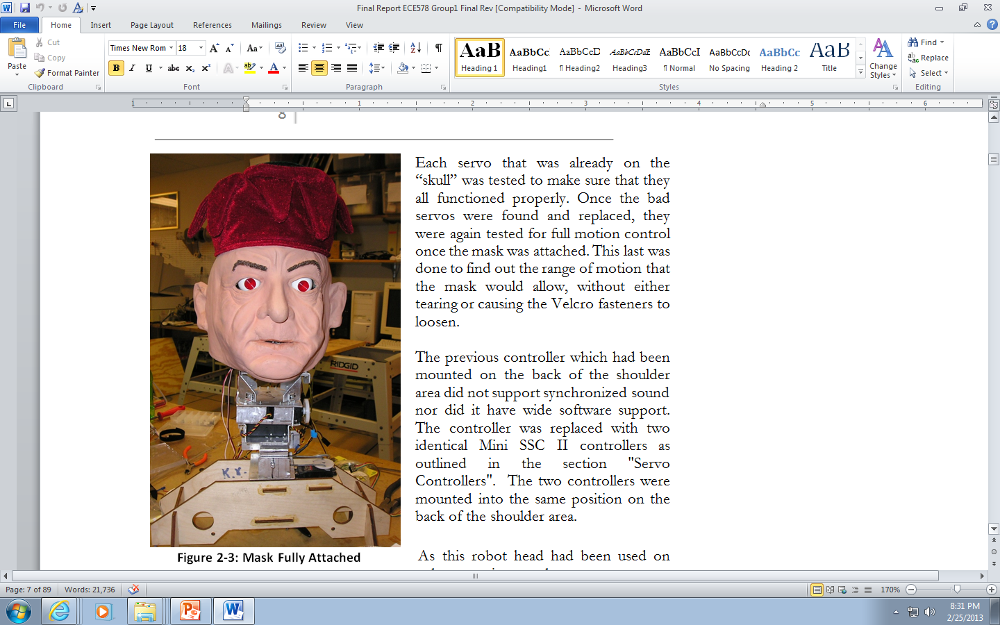 Final Report ECE578 Group1 Final Rev [Compatibility Mode] - Microsoft Word
File Home Insert Page Layout References Mailings Review View
Paste
Cut
Copy
Format Painter
Clipboard
Times New Rom 18
Font
Paragraph
AaB AaBbCc AaBbCcD AaBbCcDdE AaBbCcI AaBbCcDc AaBbCc AaB
Heading 1 Heading1 ¶ Heading2 Heading3 ¶ Normal No Spacing Heading 2 Title
Styles
Change
Styles
Find
Replace
Select
Editing
1 1 2 3 4 5 6
8
Each servo that was already on the
“skull” was tested to make sure that they
all functioned properly. Once the bad
servos were found and replaced, they
were again tested for full motion control
once the mask was attached. This last was
done to find out the range of motion that
the mask would allow, without either
tearing or causing the Velcro fasteners to
loosen.
The previous controller which had been
mounted on the back of the shoulder
area did not support synchronized sound
nor did it have wide software support.
The controller was replaced with two
identical Mini SSC II controllers as
outlined in the section "Servo
Controllers". The two controllers were
mounted into the same position on the
back of the shoulder area.
As this robot head had been used on
RIDGID
K.Y.
Figure 2-3: Mask Fully Attached
Page: 7 of 89 Words: 21,736
170%
8:31 PM
2/25/2013